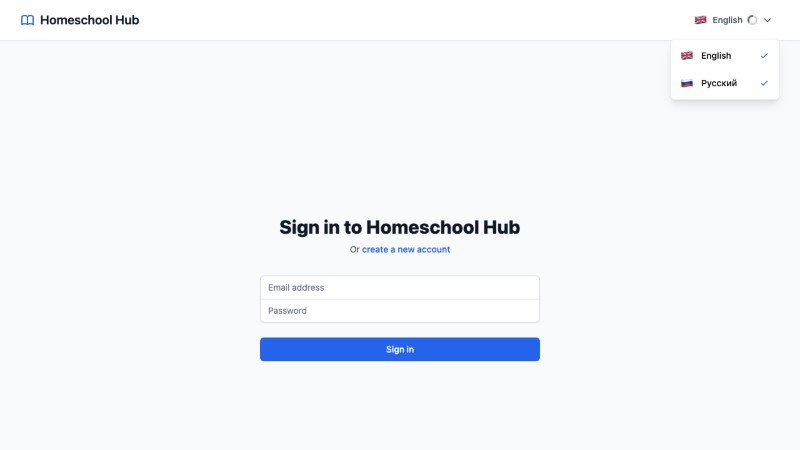 Homeschool Hub
English
English
Русский
Sign in to Homeschool Hub
Or create a new account
Email address
Password
Sign in